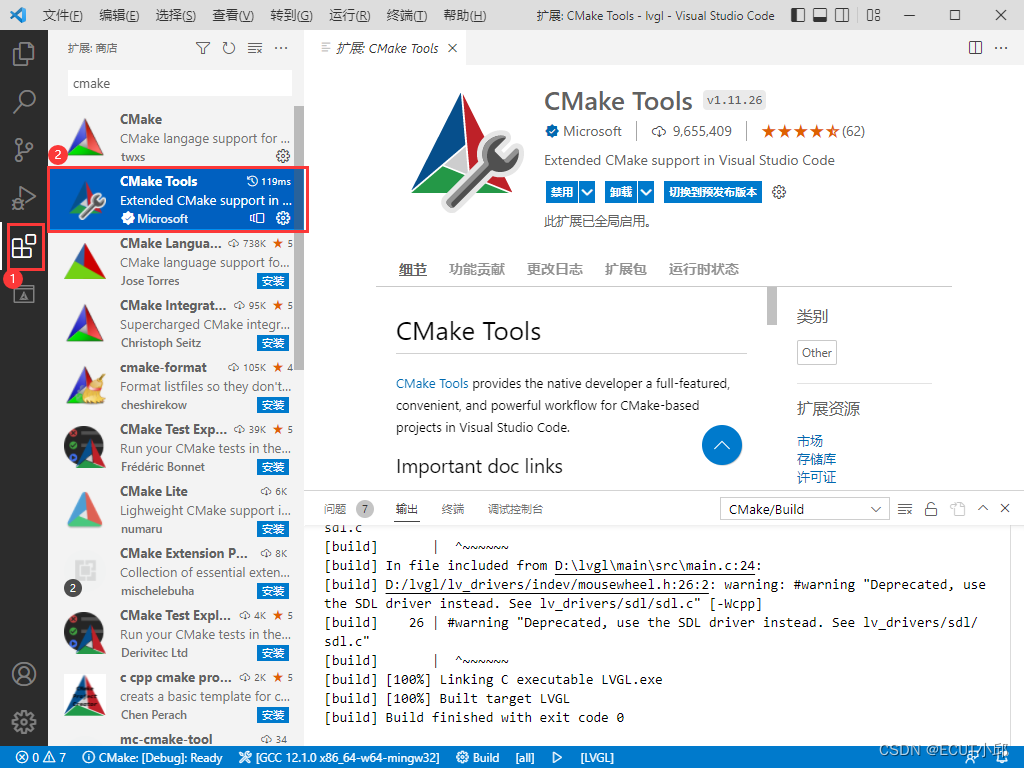 文件(F) 编辑(E) 选择(S) 查看(V) 转到(G) 运行(R) 终端(T) 帮助(H) 扩展: CMake Tools - lvgl - Visual Studio Code
扩展: 商店
扩展: CMake Tools
cmake
CMake
CMake langage support for ...
twxs
2
CMake Tools 119ms
Extended CMake support in ...
Microsoft
1
CMake Langua... 738K 5
CMake language support fo...
Jose Torres 安装
CMake Integrat... 95K 5
Supercharged CMake integr...
Christoph Seitz 安装
cmake-format 105K 4
Format listfiles so they don't...
cheshirekow 安装
CMake Test Exp... 39K 5
Run your CMake tests in the...
Frédéric Bonnet 安装
CMake Lite 6K
Lighweight CMake support i...
numaru 安装
CMake Extension P... 8K
Collection of essential exten...
2
mischelebuha 安装
CMake Test Expl... 4K 5
Run your CMake tests in the...
Derivitec Ltd 安装
c cpp cmake pro... 2K 5
creats a basic template for c...
Chen Perach 安装
mc-cmake-tool 34
CMake Tools v1.11.26
Microsoft 9,655,409 (62)
Extended CMake support in Visual Studio Code
禁用 卸载 切换到预发布版本
此扩展已全局启用。
细节 功能贡献 更改日志 扩展包 运行时状态
CMake Tools
CMake Tools provides the native developer a full-featured,
convenient, and powerful workflow for CMake-based
projects in Visual Studio Code.
Important doc links
类别
Other
扩展资源
市场
存储库
许可证
问题 7 输出 终端 调试控制台 CMake/Build
sdl.c
[build] | ^~~~~~~
[build] In file included from D:\lvgl\main\src\main.c:24:
[build] D:/lvgl/lv_drivers/indev/mousewheel.h:26:2: warning: #warning "Deprecated, use
the SDL driver instead. See lv_drivers/sdl/sdl.c" [-Wcpp]
[build] 26 | #warning "Deprecated, use the SDL driver instead. See lv_drivers/sdl/
sdl.c"
[build] | ^~~~~~~
[build] [100%] Linking C executable LVGL.exe
[build] [100%] Built target LVGL
[build] Build finished with exit code 0
0 7 CMake: [Debug]: Ready [GCC 12.1.0 x86_64-w64-mingw32] Build [all] [LVGL]
CSDN @ECUT小邱